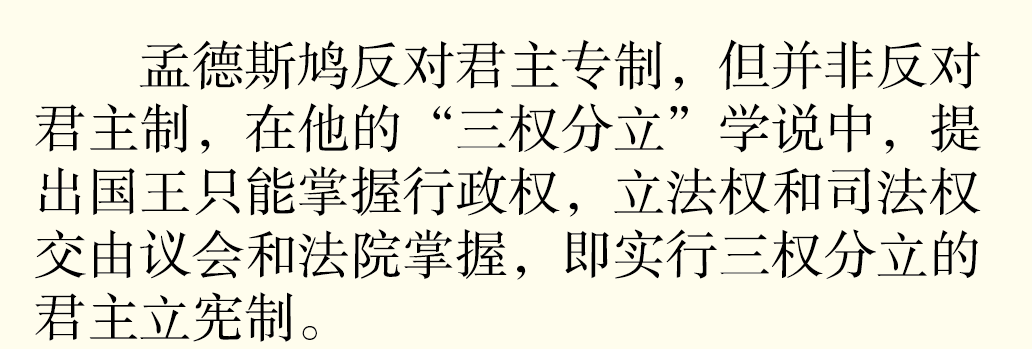 孟德斯鸠反对君主专制，但并非反对
君主制，在他的“三权分立”学说中，提
出国王只能掌握行政权，立法权和司法权
交由议会和法院掌握，即实行三权分立的
君主立宪制。